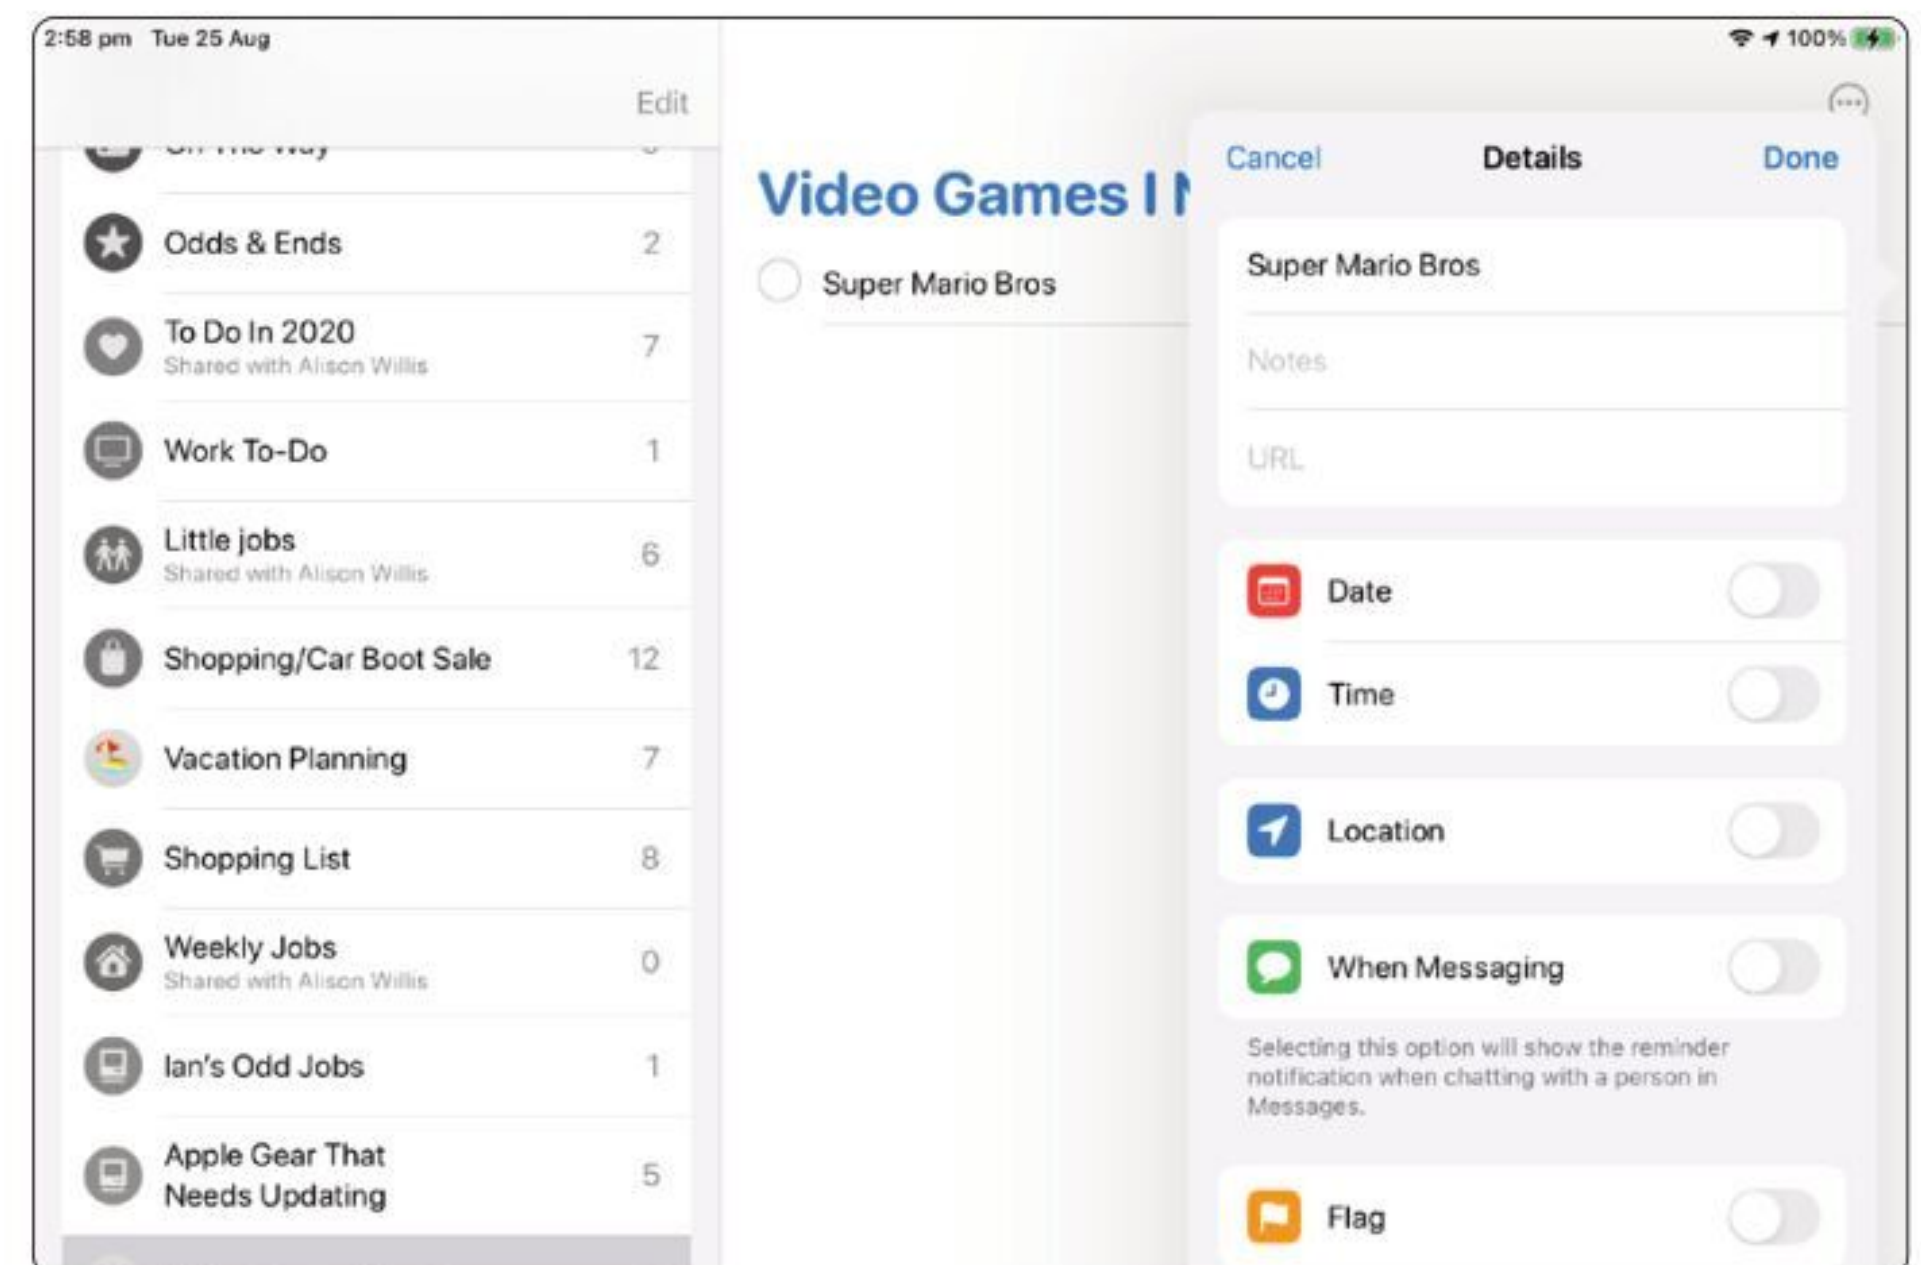 2:58 pm Tue 25 Aug
100%
Edit
On The Way
Odds & Ends
2
To Do In 2020
7
Shared with Alison Willis
Work To-Do
1
Little jobs
6
Shared with Alison Willis
Shopping/Car Boot Sale
12
Vacation Planning
7
Shopping List
8
Weekly Jobs
0
Shared with Alison Willis
Ian's Odd Jobs
1
Apple Gear That
Needs Updating
5
Video Games I
Super Mario Bros
Cancel
Details
Done
Super Mario Bros
Notes
URL
Date
Time
Location
When Messaging
Selecting this option will show the reminder
notification when chatting with a person in
Messages.
Flag